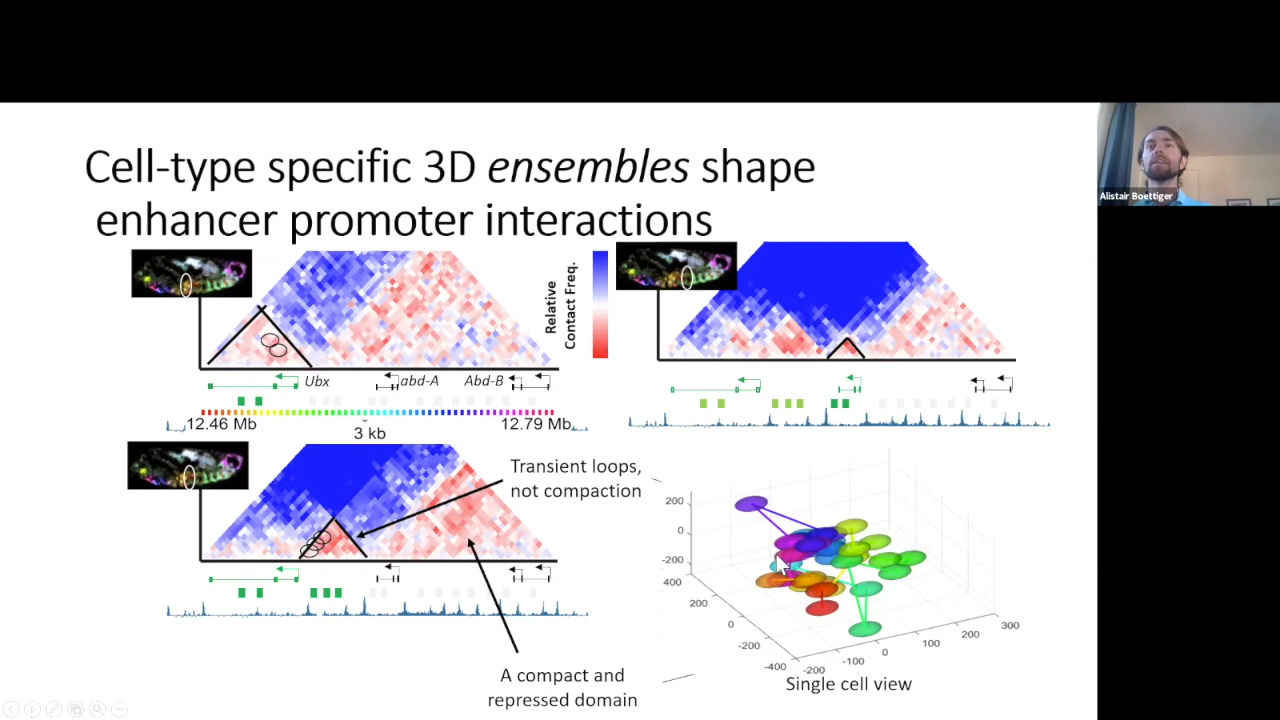 Cell-type specific 3D ensembles shape
enhancer promoter interactions
Alistair Boettiger
Relative
Contact Freq.
Ubx
abd-A
Abd-B
12.46 Mb
12.79 Mb
3 kb
Transient loops,
not compaction
A compact and
repressed domain
200
0
-200
400
200
0
-200
-400
-200
-100
0
100
200
300
Single cell view